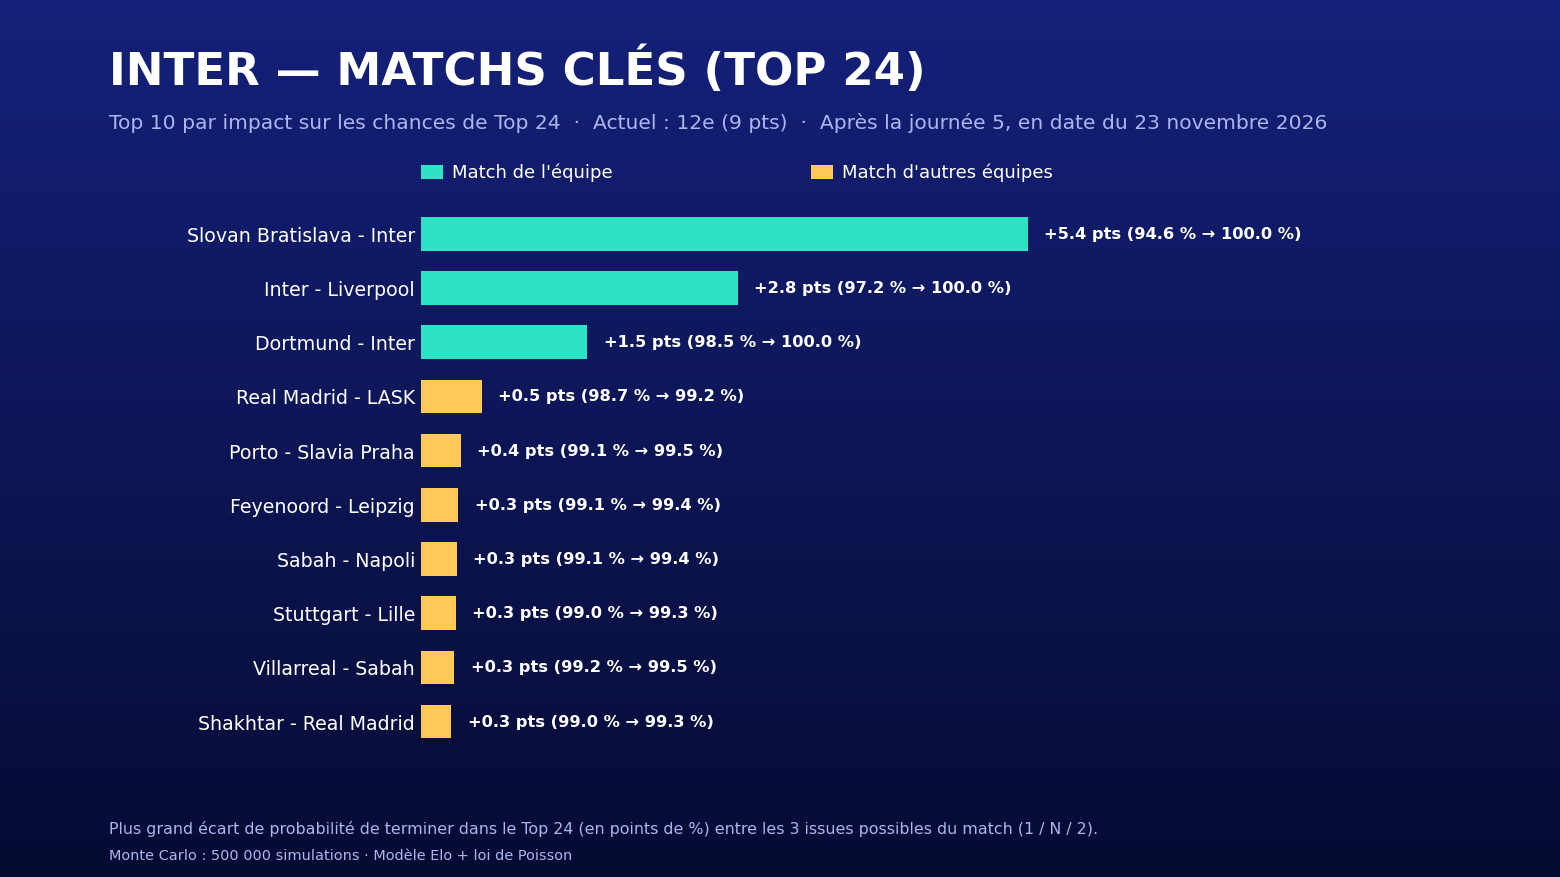 INTER — MATCHS CLÉS (TOP 24)
Top 10 par impact sur les chances de Top 24 · Actuel : 12e (9 pts) · Après la journée 5, en date du 23 novembre 2026
Match de l'équipe
Match d'autres équipes
Slovan Bratislava - Inter +5.4 pts (94.6 % → 100.0 %)
Inter - Liverpool +2.8 pts (97.2 % → 100.0 %)
Dortmund - Inter +1.5 pts (98.5 % → 100.0 %)
Real Madrid - LASK +0.5 pts (98.7 % → 99.2 %)
Porto - Slavia Praha +0.4 pts (99.1 % → 99.5 %)
Feyenoord - Leipzig +0.3 pts (99.1 % → 99.4 %)
Sabah - Napoli +0.3 pts (99.1 % → 99.4 %)
Stuttgart - Lille +0.3 pts (99.0 % → 99.3 %)
Villarreal - Sabah +0.3 pts (99.2 % → 99.5 %)
Shakhtar - Real Madrid +0.3 pts (99.0 % → 99.3 %)
Plus grand écart de probabilité de terminer dans le Top 24 (en points de %) entre les 3 issues possibles du match (1 / N / 2).
Monte Carlo : 500 000 simulations · Modèle Elo + loi de Poisson